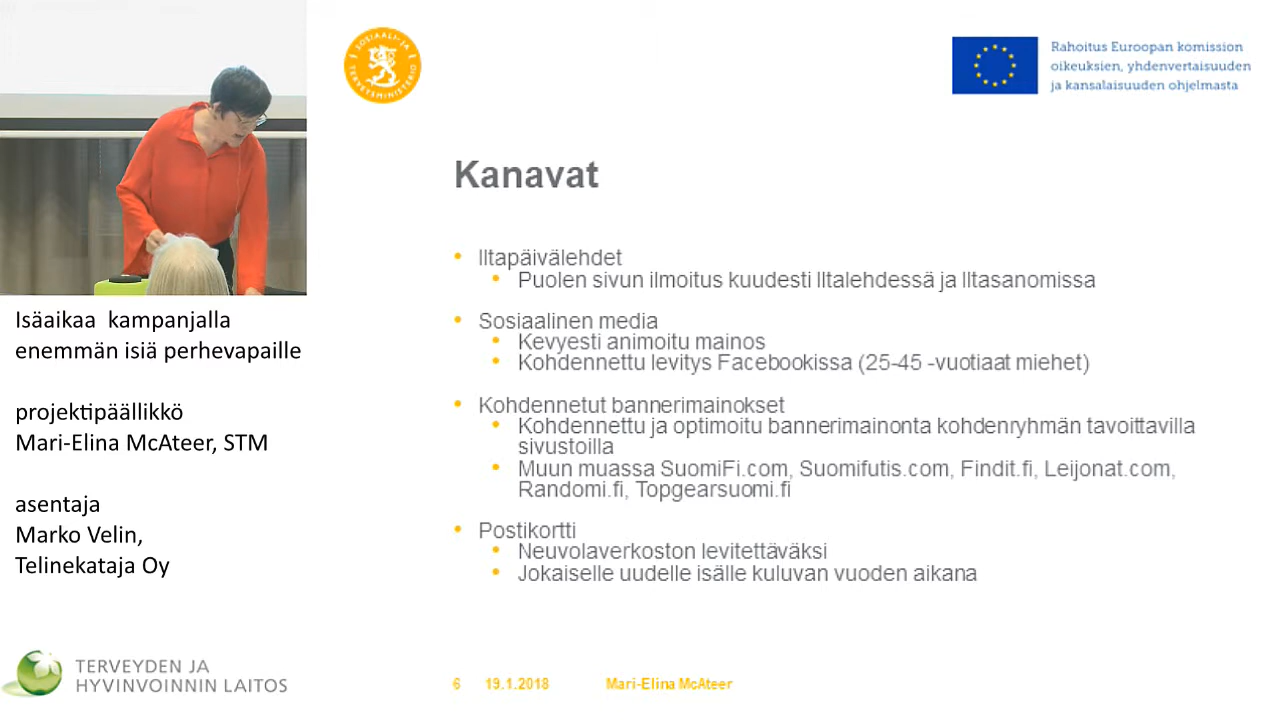 SOSIAALI- JA TERVEYSMINISTERIÖ
Rahoitus Euroopan komission
oikeuksien, yhdenvertaisuuden
ja kansalaisuuden ohjelmasta
Kanavat
• Iltapäivälehdet
• Puolen sivun ilmoitus kuudesti Iltalehdessä ja Iltasanomissa
• Sosiaalinen media
• Kevyesti animoitu mainos
• Kohdennettu levitys Facebookissa (25-45 -vuotiaat miehet)
• Kohdennetut bannerimainokset
• Kohdennettu ja optimoitu bannerimainonta kohdenryhmän tavoittavilla
sivustoilla
• Muun muassa SuomiFi.com, Suomifutis.com, Findit.fi, Leijonat.com,
Randomi.fi, Topgearsuomi.fi
• Postikortti
• Neuvolaverkoston levitettäväksi
• Jokaiselle uudelle isälle kuluvan vuoden aikana
6 19.1.2018 Mari-Elina McAteer
Isäaikaa kampanjalla
enemmän isiä perhevapaille
projektipäällikkö
Mari-Elina McAteer, STM
asentaja
Marko Velin,
Telinekataja Oy
TERVEYDEN JA
HYVINVOINNIN LAITOS